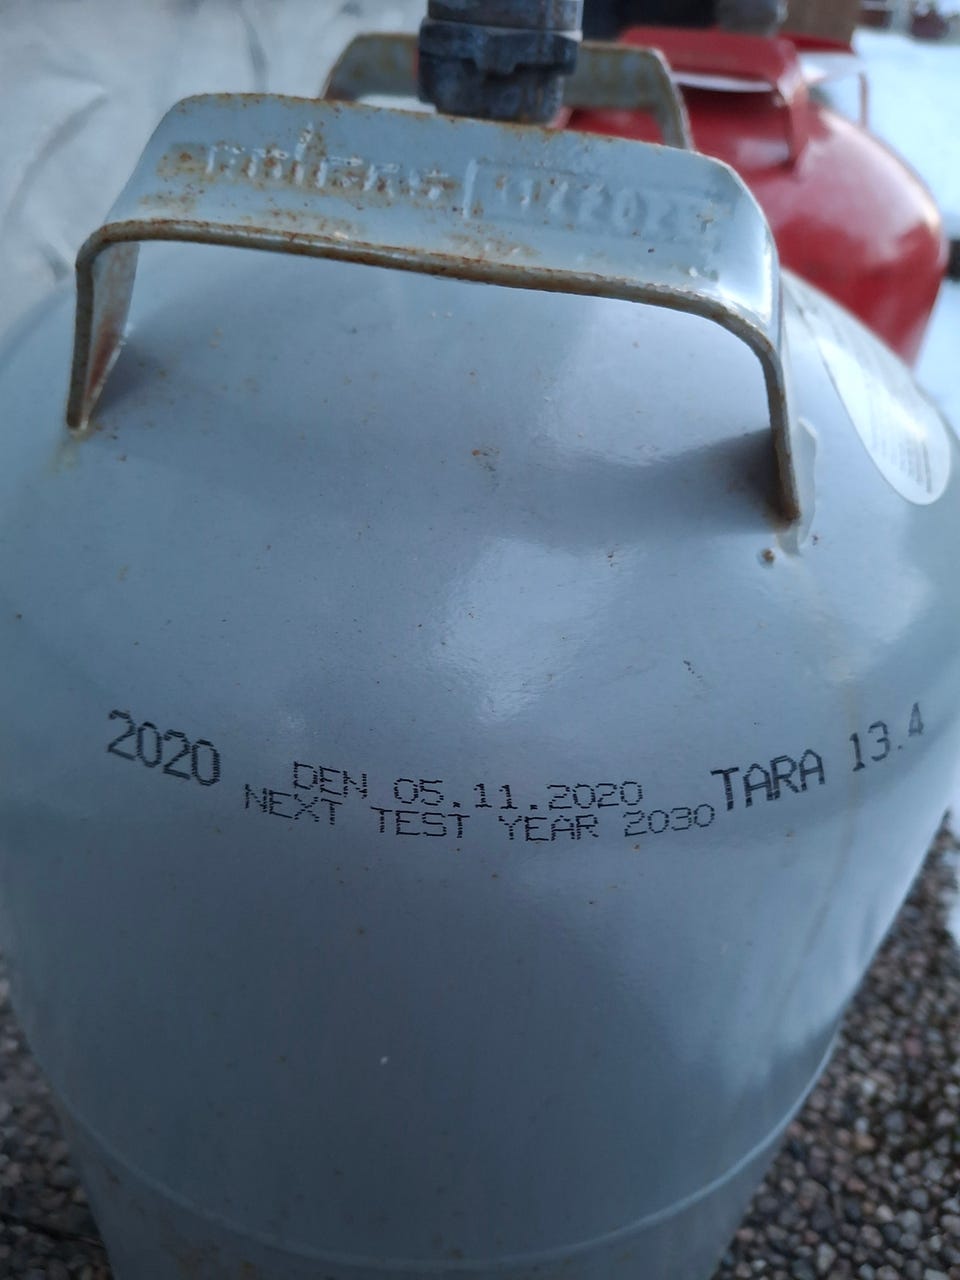 2020
DEN 05.11.2020
NEXT TEST YEAR 2030
TARA 13.4